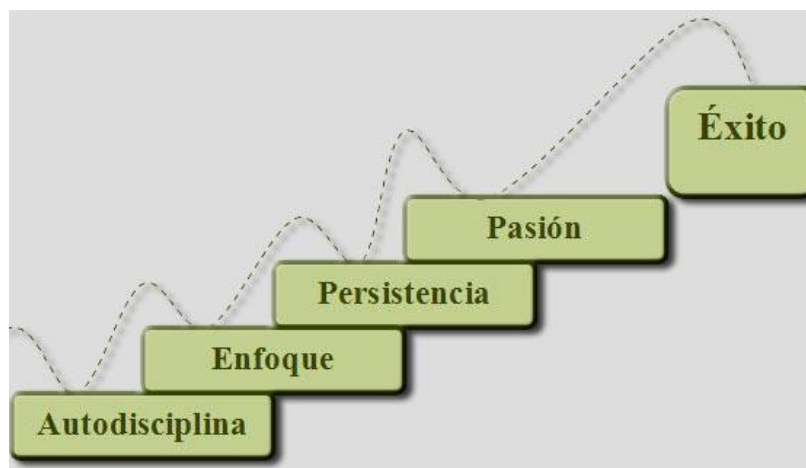 Éxito
Pasión
Persistencia
Enfoque
Autodisciplina